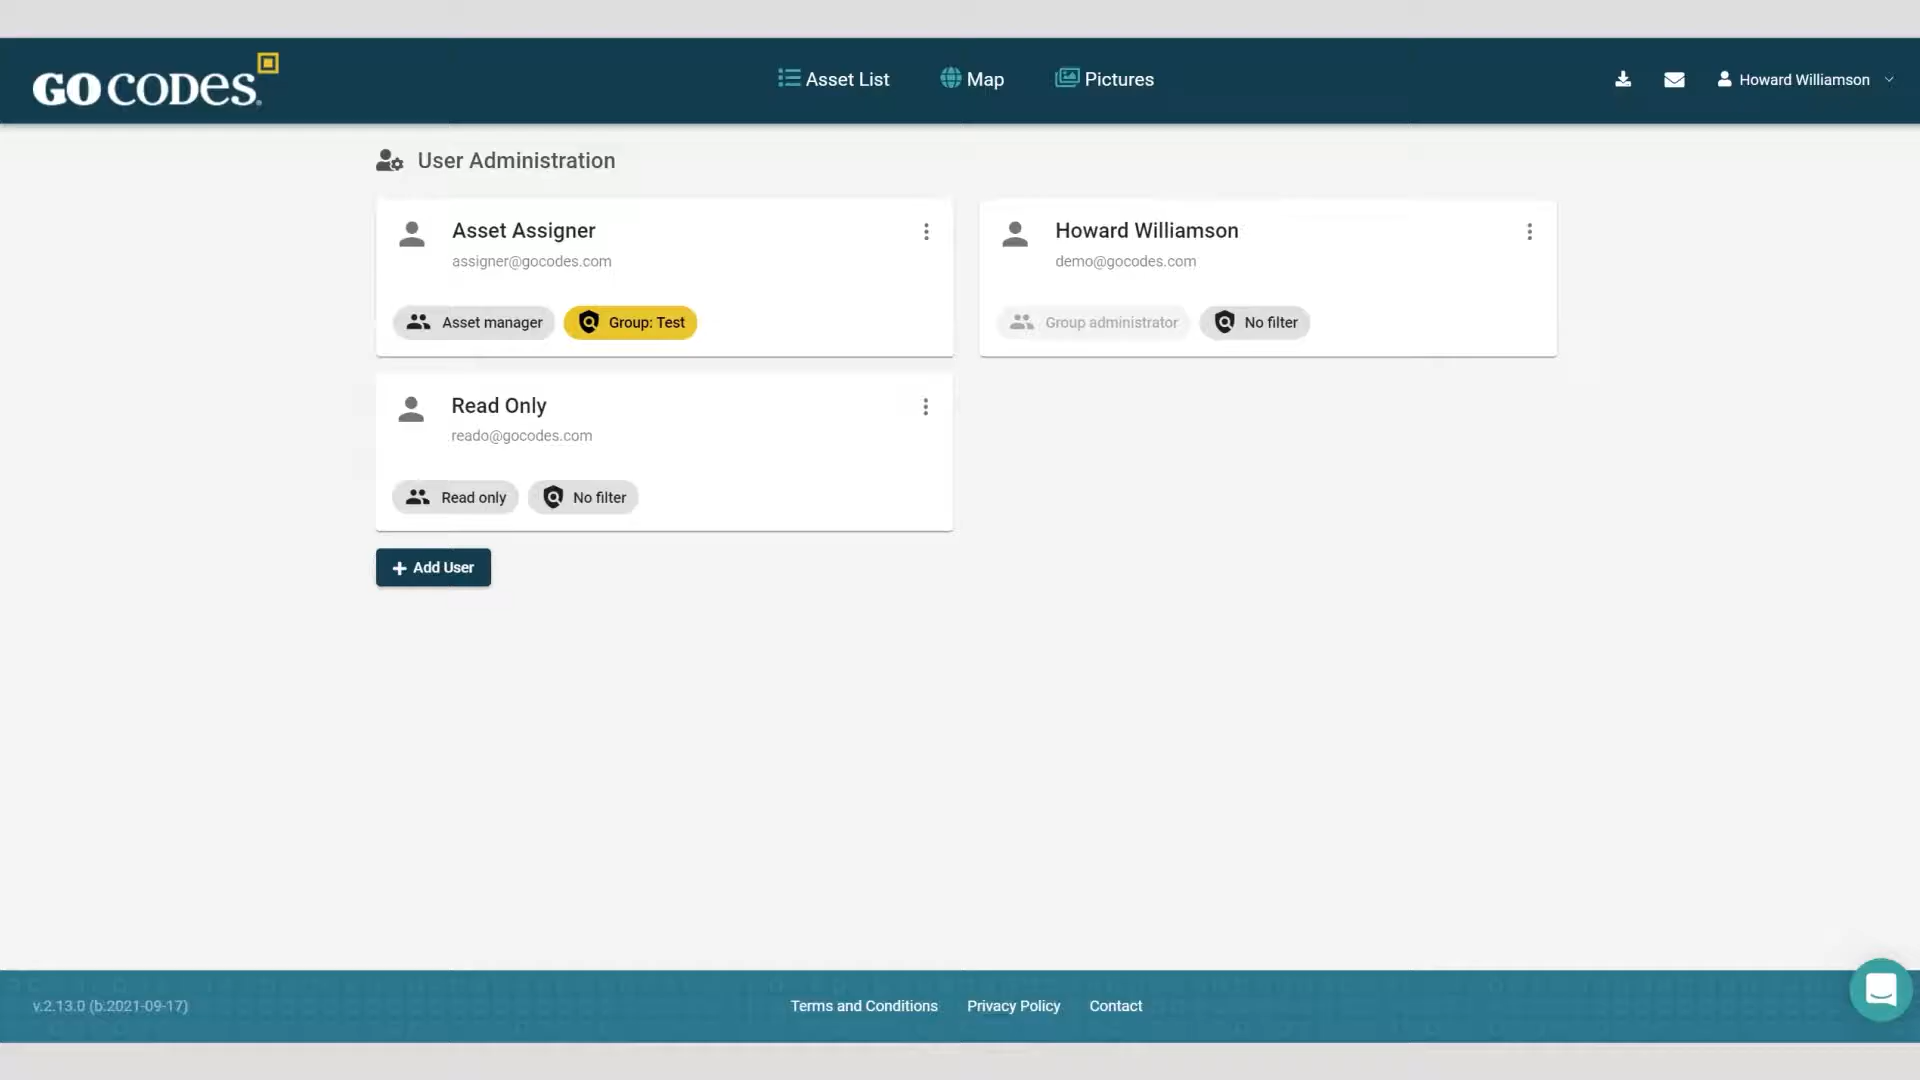 GO CODES.
Asset List
Map
Pictures
Howard Williamson
User Administration
Asset Assigner
assigner@gocodes.com
Asset manager
Group: Test
Howard Williamson
demo@gocodes.com
Group administrator
No filter
Read Only
reado@gocodes.com
Read only
No filter
Add User
v.2.13.0 (b.2021-09-17)
Terms and Conditions
Privacy Policy
Contact